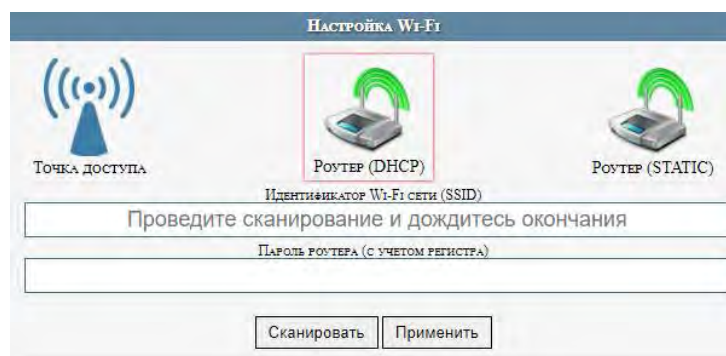 Настройка Wi-Fi
Точка доступа
Роутер (DHCP)
Роутер (STATIC)
Идентификатор Wi-Fi сети (SSID)
Проведите сканирование и дождитесь окончания
Пароль роутера (с учетом регистра)
Сканировать
Применить